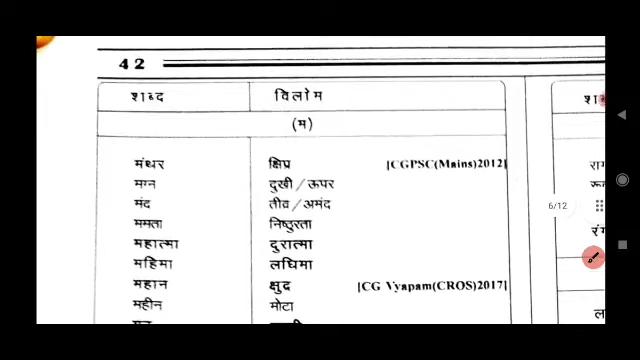 42
शब्द विलोम
(म)
मंथर क्षिप्र [CGPSC(Mains)2012]
मग्न दुखी/ऊपर
मंद तीव्र/अमंद
ममता निष्ठुरता
महात्मा दुरात्मा
महिमा लघिमा
महान क्षुद्र [CG Vyapam(CROS)2017]
महीन मोटा
6/12